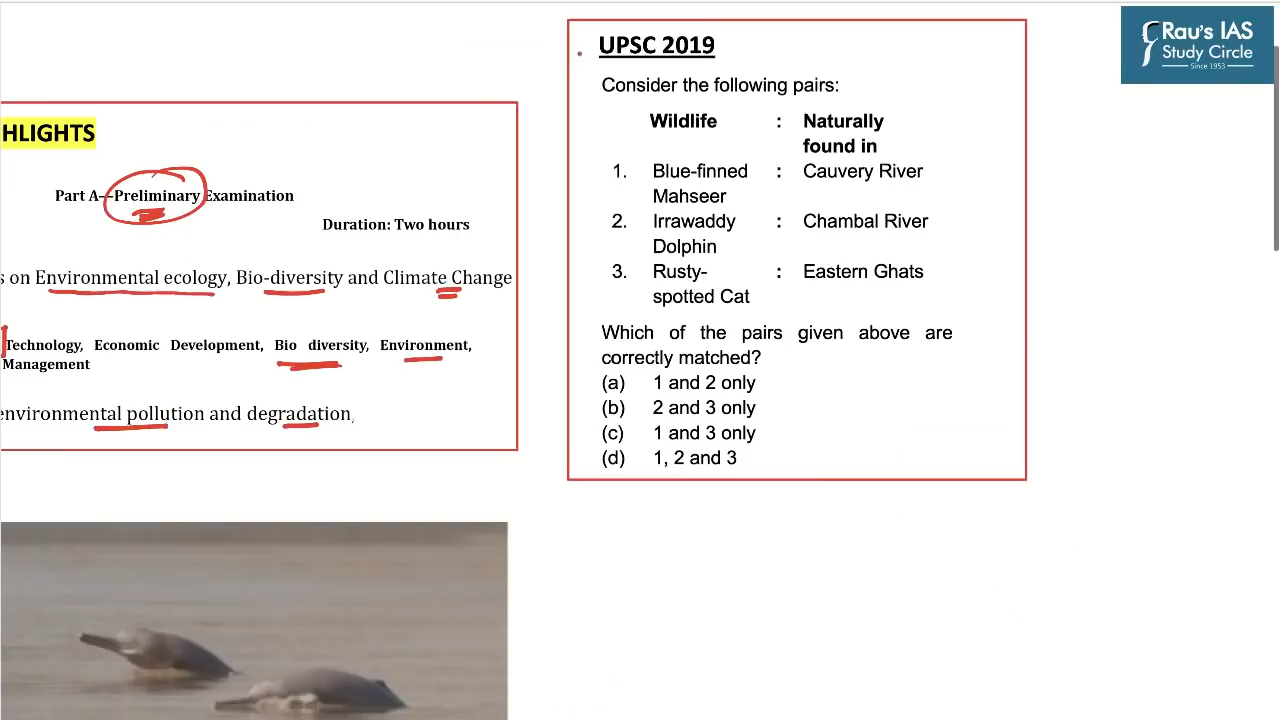 HLIGHTS
Part A—Preliminary Examination
Duration: Two hours
s on Environmental ecology, Bio-diversity and Climate Change
Technology, Economic Development, Bio diversity, Environment,
Management
environmental pollution and degradation,
UPSC 2019
Consider the following pairs:
Wildlife : Naturally
found in
1. Blue-finned : Cauvery River
Mahseer
2. Irrawaddy : Chambal River
Dolphin
3. Rusty- : Eastern Ghats
spotted Cat
Which of the pairs given above are
correctly matched?
(a) 1 and 2 only
(b) 2 and 3 only
(c) 1 and 3 only
(d) 1, 2 and 3
Rau's IAS
Study Circle
Since 1953